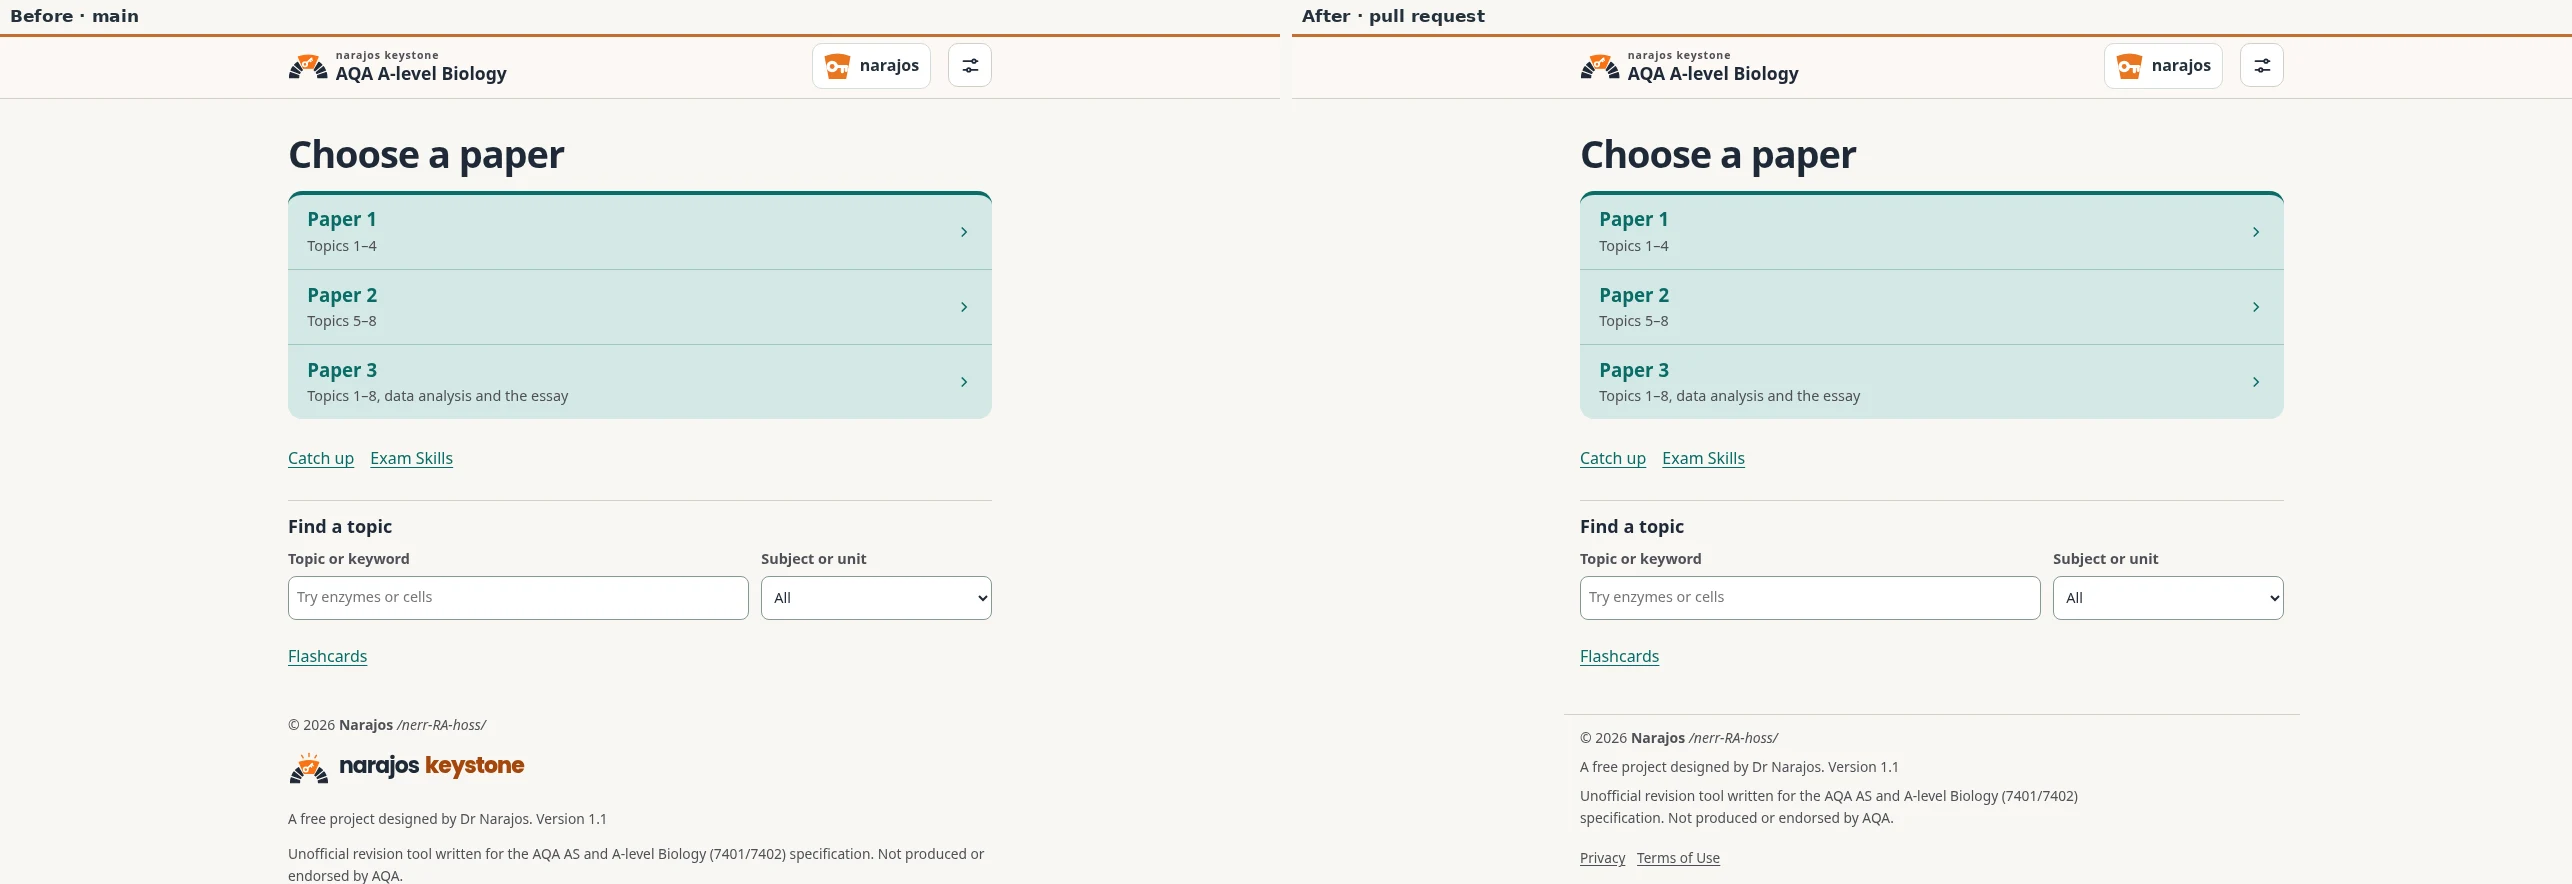 Before · main
narajos keystone
AQA A-level Biology
narajos
Choose a paper
Paper 1
Topics 1–4
Paper 2
Topics 5–8
Paper 3
Topics 1–8, data analysis and the essay
Catch up Exam Skills
Find a topic
Topic or keyword Subject or unit
Try enzymes or cells All
Flashcards
© 2026 Narajos /nerr-RA-hoss/
narajos keystone
A free project designed by Dr Narajos. Version 1.1
Unofficial revision tool written for the AQA AS and A-level Biology (7401/7402) specification. Not produced or
endorsed by AQA.
After · pull request
narajos keystone
AQA A-level Biology
narajos
Choose a paper
Paper 1
Topics 1–4
Paper 2
Topics 5–8
Paper 3
Topics 1–8, data analysis and the essay
Catch up Exam Skills
Find a topic
Topic or keyword Subject or unit
Try enzymes or cells All
Flashcards
© 2026 Narajos /nerr-RA-hoss/
A free project designed by Dr Narajos. Version 1.1
Unofficial revision tool written for the AQA AS and A-level Biology (7401/7402)
specification. Not produced or endorsed by AQA.
Privacy Terms of Use